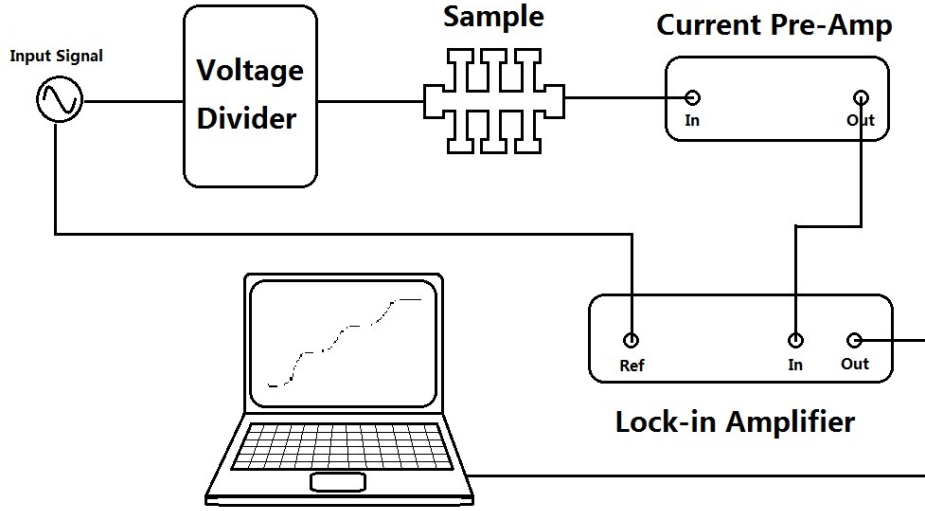 Sample
Current Pre-Amp
Input Signal
Voltage
Divider
In
Out
Ref
In
Out
Lock-in Amplifier